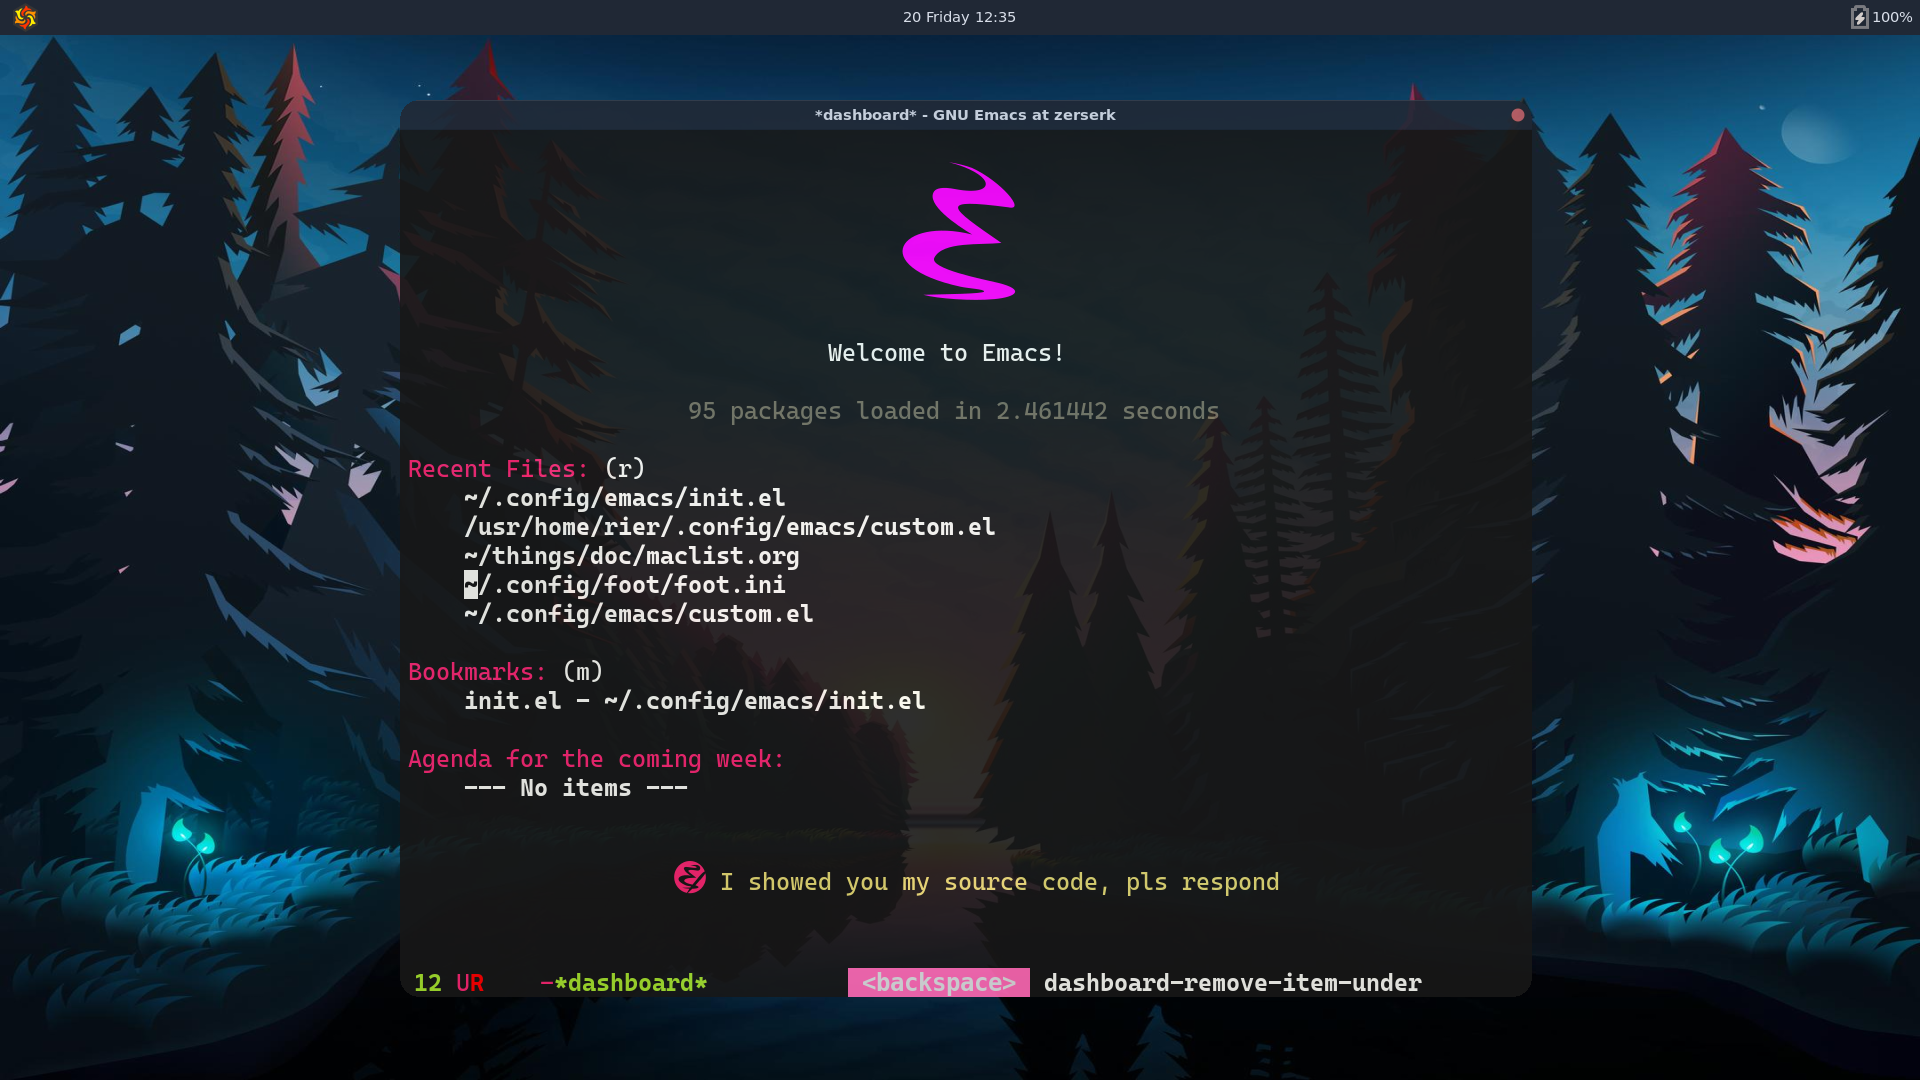 20 Friday 12:35
100%
*dashboard* - GNU Emacs at zerserk
Welcome to Emacs!
95 packages loaded in 2.461442 seconds
Recent Files: (r)
~/.config/emacs/init.el
/usr/home/rier/.config/emacs/custom.el
~/things/doc/maclist.org
~/.config/foot/foot.ini
~/.config/emacs/custom.el
Bookmarks: (m)
init.el - ~/.config/emacs/init.el
Agenda for the coming week:
--- No items ---
I showed you my source code, pls respond
12 UR -*dashboard* <backspace> dashboard-remove-item-under